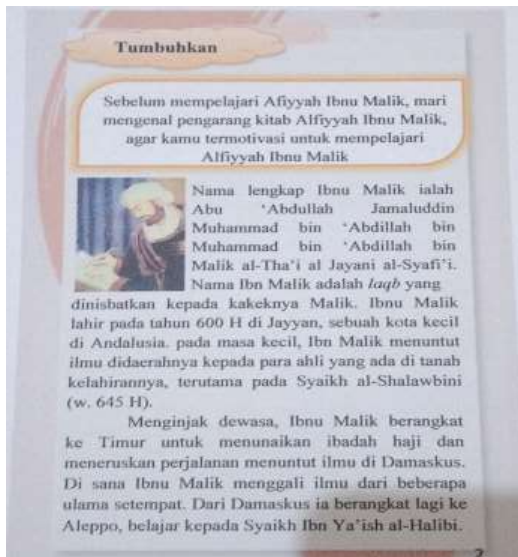 Tumbuhkan
Sebelum mempelajari Afiyyah Ibnu Malik, mari
mengenal pengarang kitab Alfiyyah Ibnu Malik,
agar kamu termotivasi untuk mempelajari
Alfiyyah Ibnu Malik
Nama lengkap Ibnu Malik ialah
Abu 'Abdullah Jamaluddin
Muhammad bin 'Abdillah bin
Muhammad bin 'Abdillah bin
Malik al-Tha'i al Jayani al-Syafi'i.
Nama Ibn Malik adalah laqb yang
dinisbatkan kepada kakeknya Malik. Ibnu Malik
lahir pada tahun 600 H di Jayyan, sebuah kota kecil
di Andalusia. pada masa kecil, Ibn Malik menuntut
ilmu didaerahnya kepada para ahli yang ada di tanah
kelahirannya, terutama pada Syaikh al-Shalawbini
(w. 645 H).
Menginjak dewasa, Ibnu Malik berangkat
ke Timur untuk menunaikan ibadah haji dan
meneruskan perjalanan menuntut ilmu di Damaskus.
Di sana Ibnu Malik menggali ilmu dari beberapa
ulama setempat. Dari Damaskus ia berangkat lagi ke
Aleppo, belajar kepada Syaikh Ibn Ya'ish al-Halibi.
2